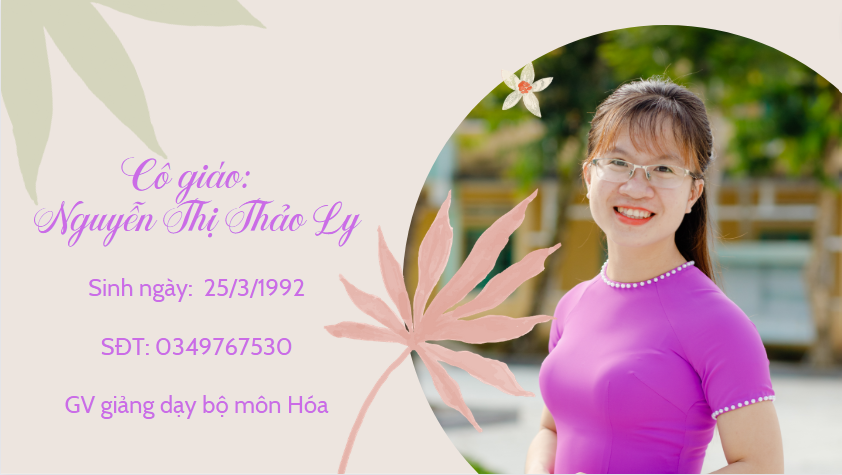 Cô giáo:
Nguyễn Thị Thảo Ly
Sinh ngày: 25/3/1992
SĐT: 0349767530
GV giảng dạy bộ môn Hóa